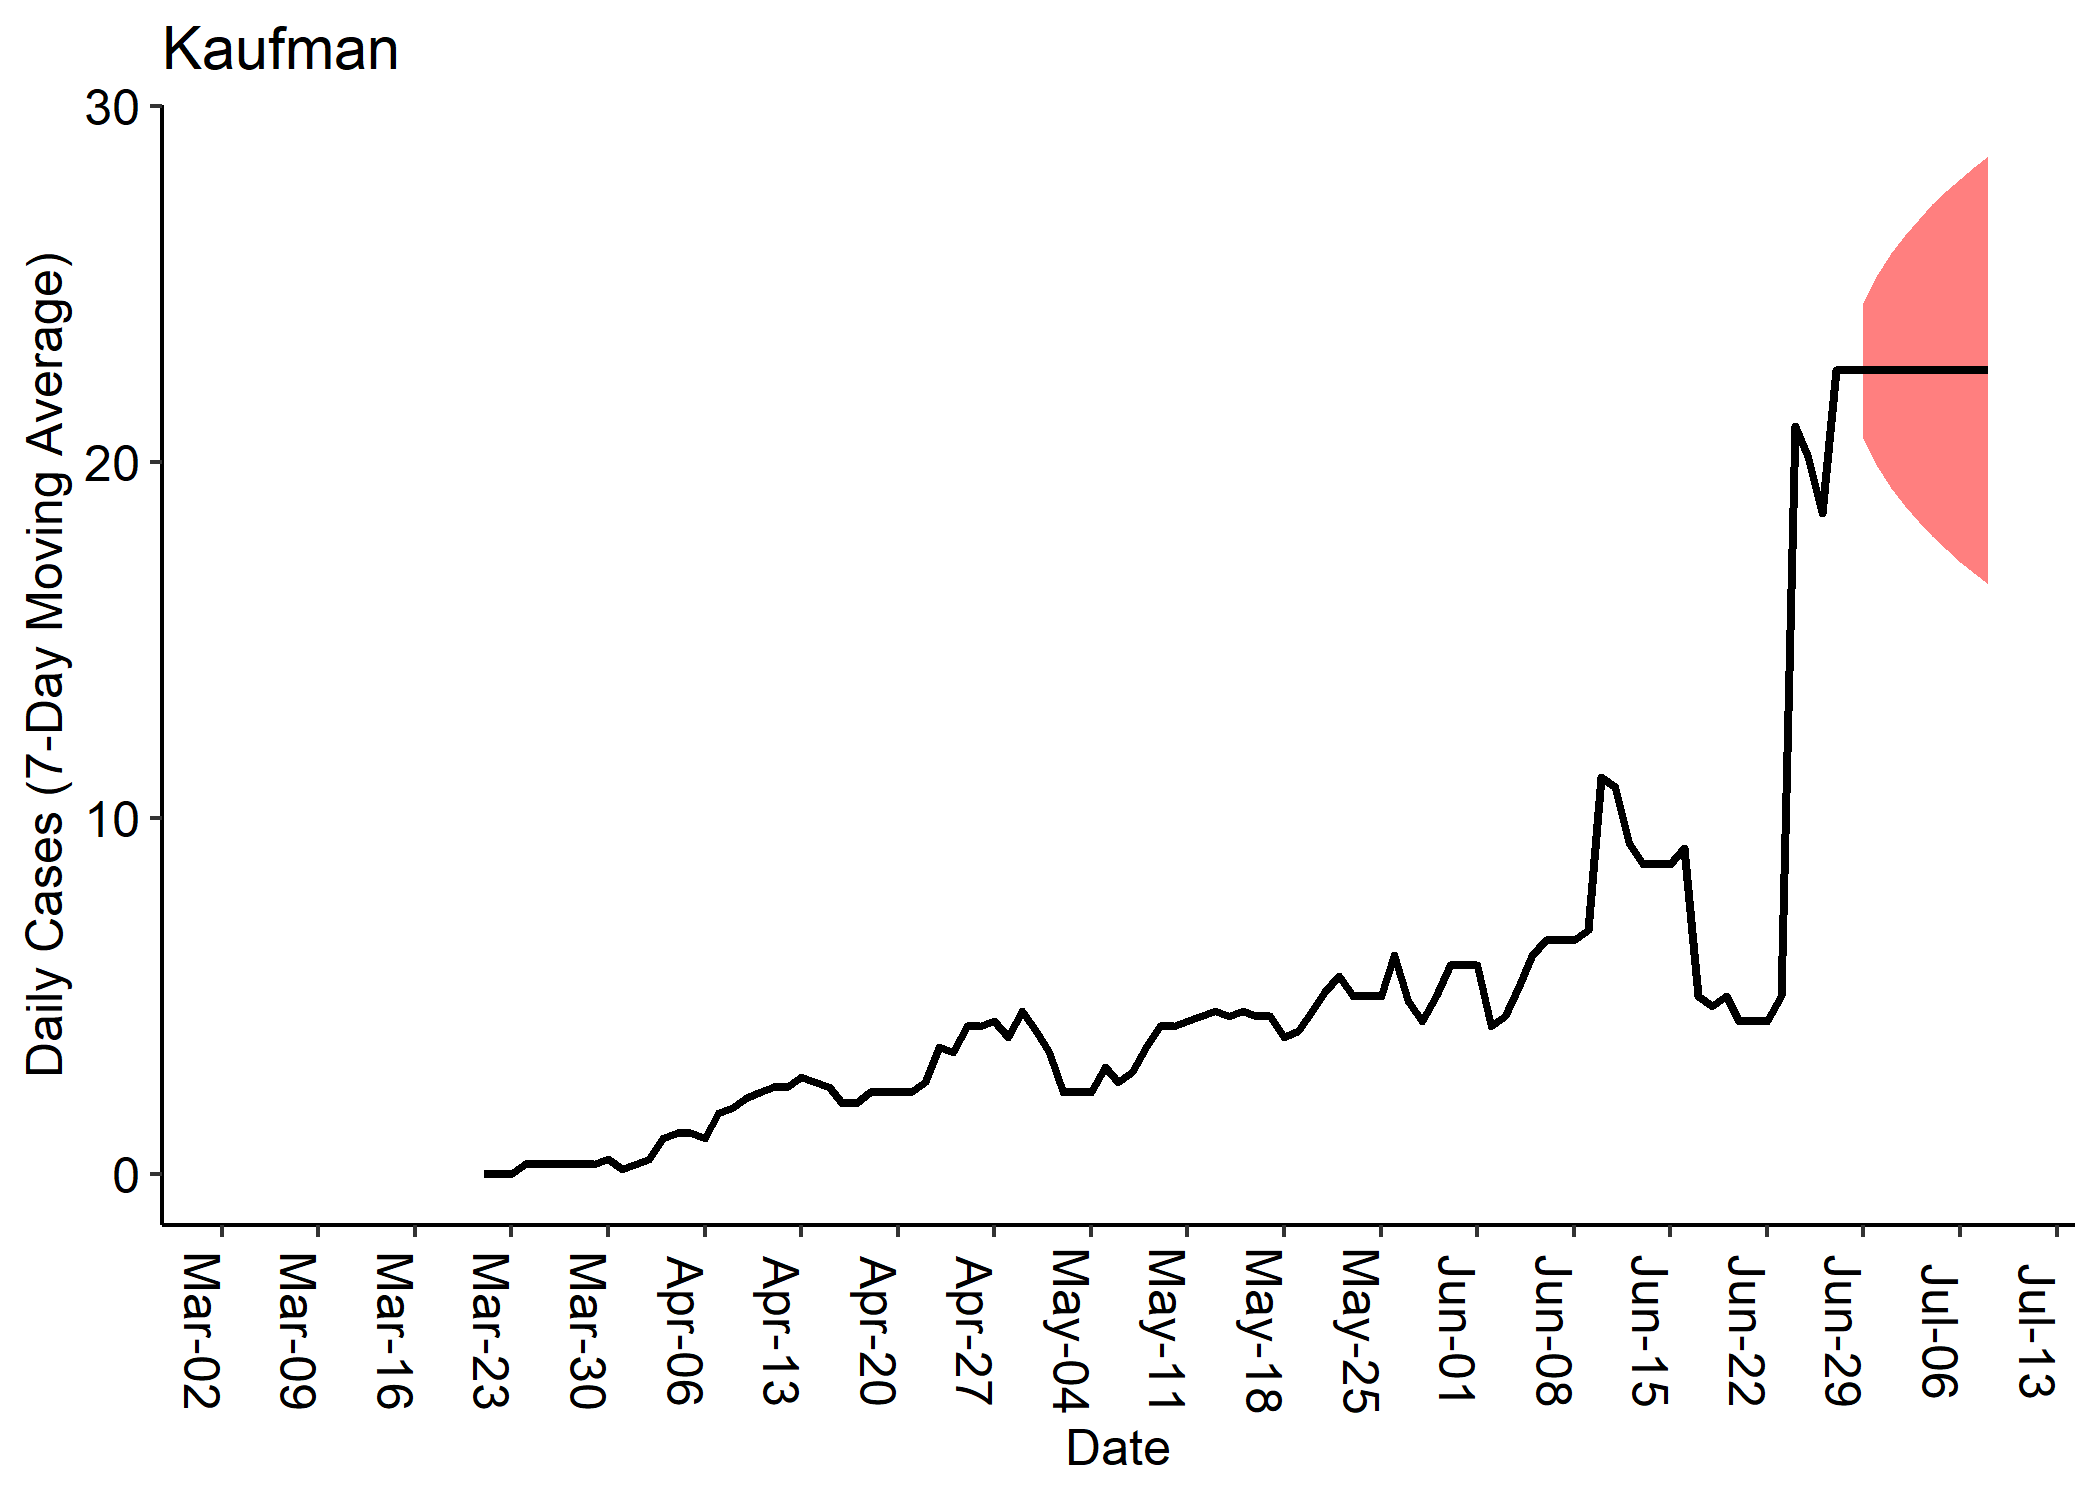 Kaufman
Daily Cases (7-Day Moving Average)
30
20
10
0
Mar-02
Mar-09
Mar-16
Mar-23
Mar-30
Apr-06
Apr-13
Apr-20
Apr-27
May-04
May-11
May-18
May-25
Jun-01
Jun-08
Jun-15
Jun-22
Jun-29
Jul-06
Jul-13
Date